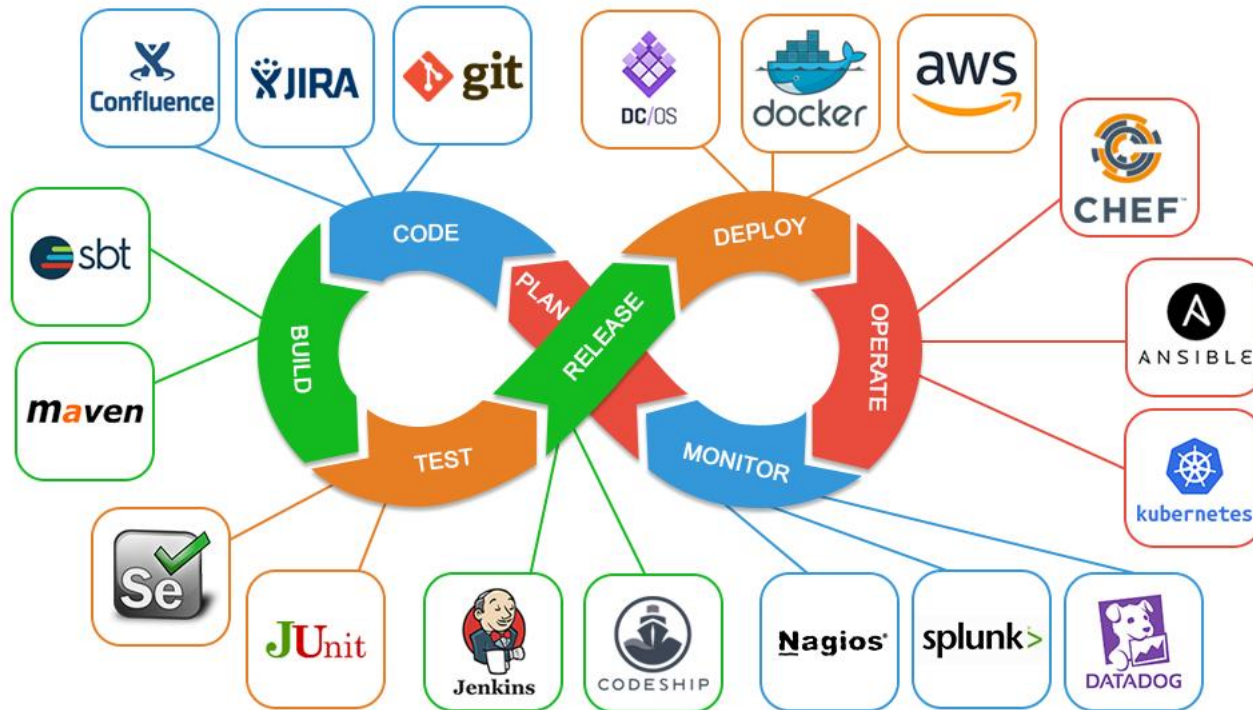 Confluence
JIRA
git
DC/OS
docker
aws
CHEF™
sbt
CODE
DEPLOY
PLAN
RELEASE
BUILD
OPERATE
ANSIBLE
maven
TEST
MONITOR
kubernetes
Se
JUnit
Jenkins
CODESHIP
Nagios®
splunk>
DATADOG